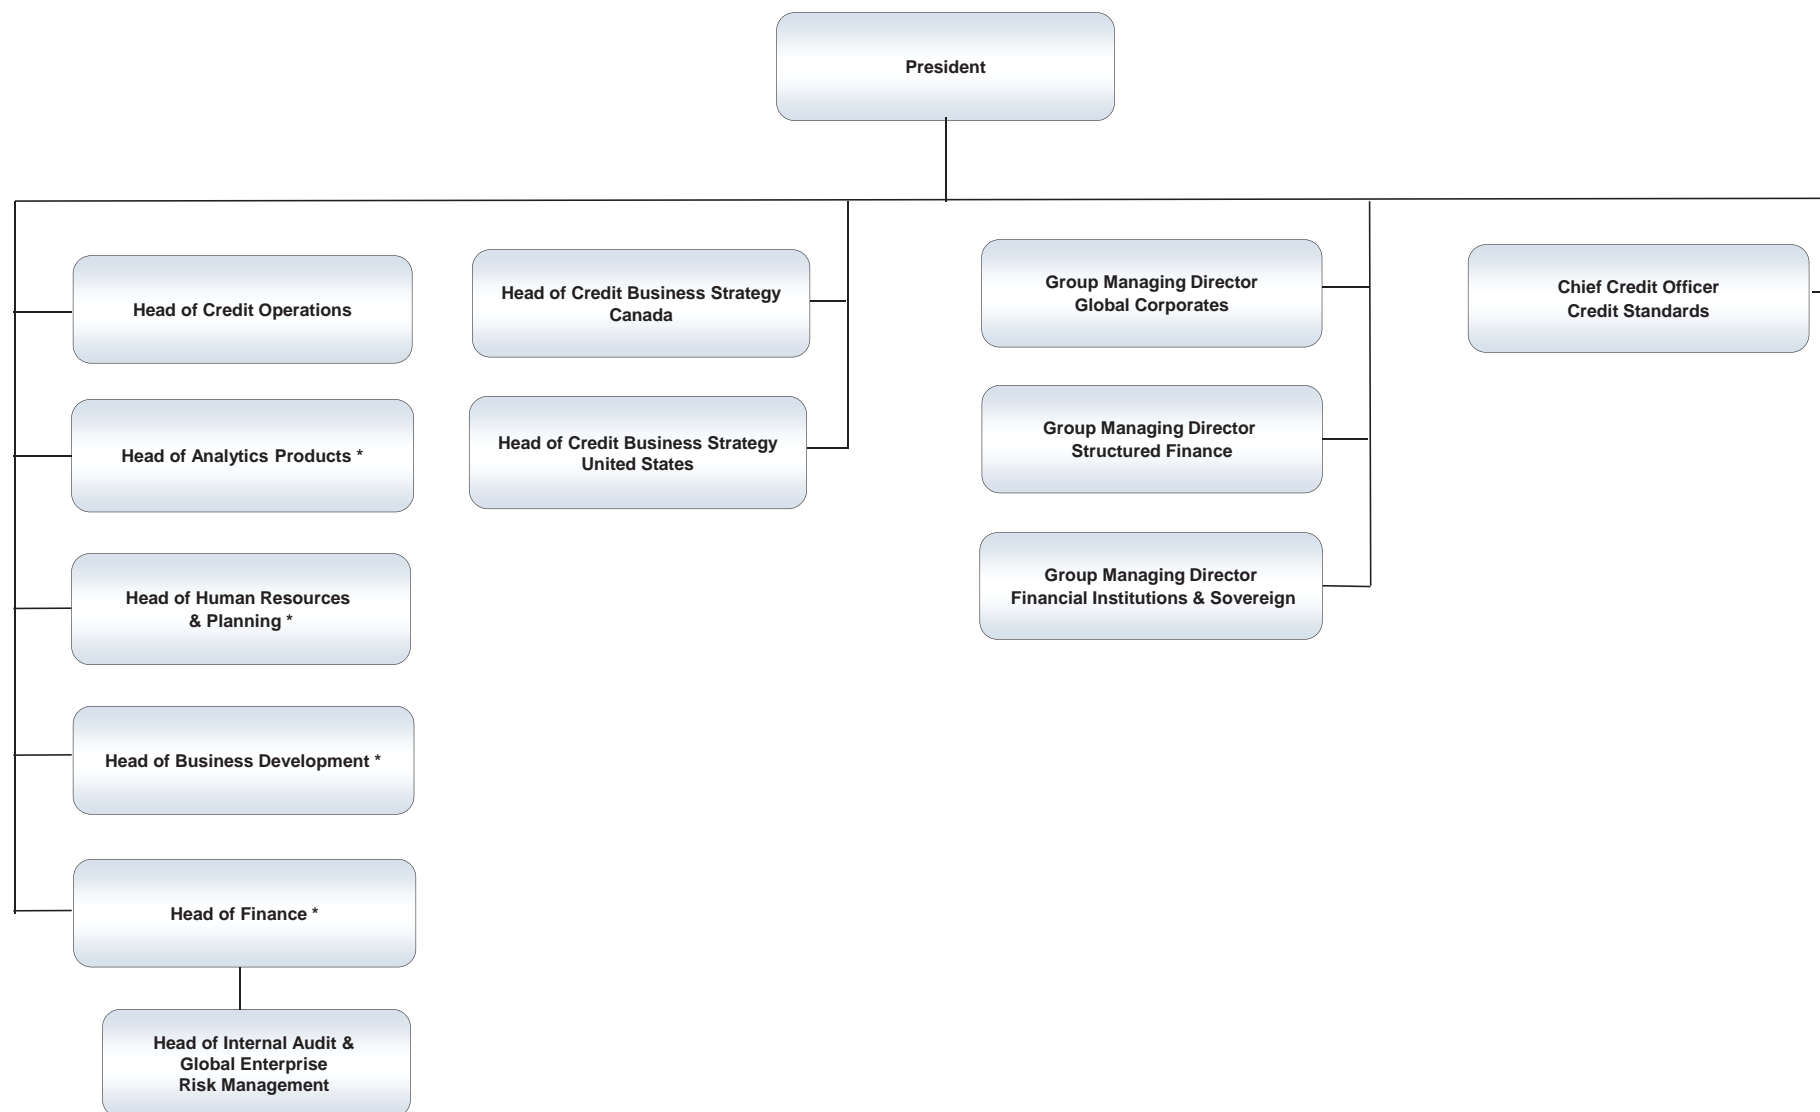 President
Head of Credit Operations
Head of Analytics Products *
Head of Human Resources
& Planning *
Head of Business Development *
Head of Finance *
Head of Internal Audit &
Global Enterprise
Risk Management
Head of Credit Business Strategy
Canada
Head of Credit Business Strategy
United States
Group Managing Director
Global Corporates
Group Managing Director
Structured Finance
Group Managing Director
Financial Institutions & Sovereign
Chief Credit Officer
Credit Standards